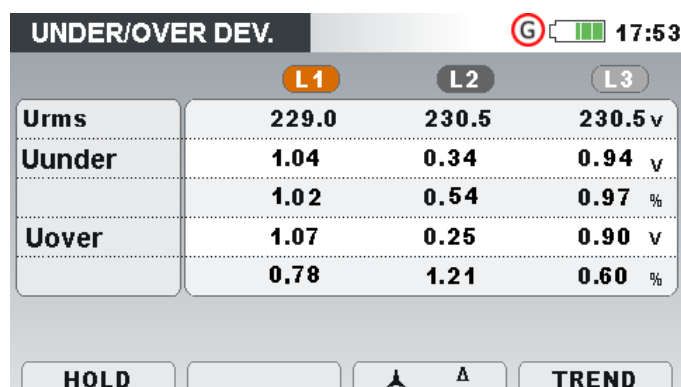 UNDER/OVER DEV. G 17:53
L1 L2 L3
Urms 229.0 230.5 230.5 V
Uunder 1.04 0.34 0.94 V
1.02 0.54 0.97 %
Uover 1.07 0.25 0.90 V
0.78 1.21 0.60 %
HOLD Δ TREND